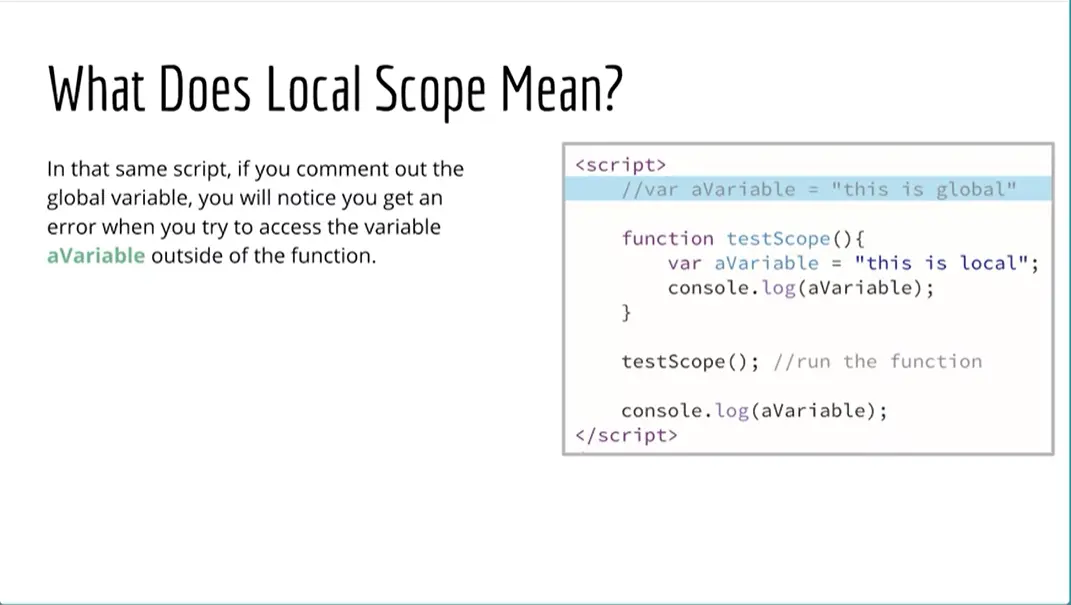 What Does Local Scope Mean?
In that same script, if you comment out the
global variable, you will notice you get an
error when you try to access the variable
aVariable outside of the function.
<script>
//var aVariable = "this is global"
function testScope(){
var aVariable = "this is local";
console.log(aVariable);
}
testScope(); //run the function
console.log(aVariable);
</script>